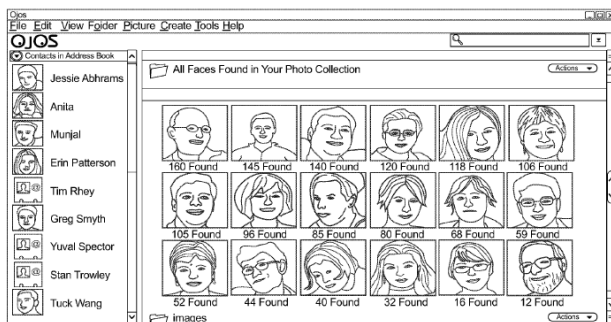 Ojos
File Edit View Folder Picture Create Tools Help
OJOS
Contacts in Address Book
Jessie Abhrams
Anita
Munjal
Erin Patterson
Tim Rhey
Greg Smyth
Yuval Spector
Stan Trowley
Tuck Wang
All Faces Found in Your Photo Collection
Actions
160 Found 145 Found 140 Found 120 Found 118 Found 106 Found
105 Found 96 Found 85 Found 80 Found 68 Found 59 Found
52 Found 44 Found 40 Found 32 Found 16 Found 12 Found
images
Actions